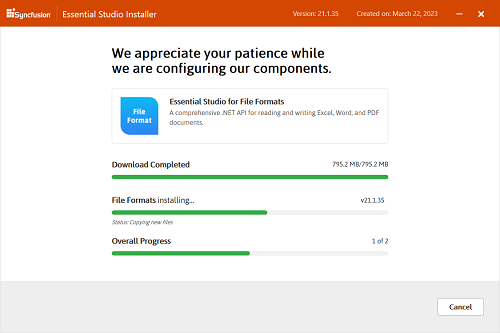 Syncfusion Essential Studio Installer Version: 21.1.35 Created on: March 22, 2023
We appreciate your patience while
we are configuring our components.
File
Format
Essential Studio for File Formats
A comprehensive .NET API for reading and writing Excel, Word, and PDF
documents.
Download Completed 795.2 MB/795.2 MB
File Formats installing... v21.1.35
Status: Copying new files
Overall Progress 1 of 2
Cancel